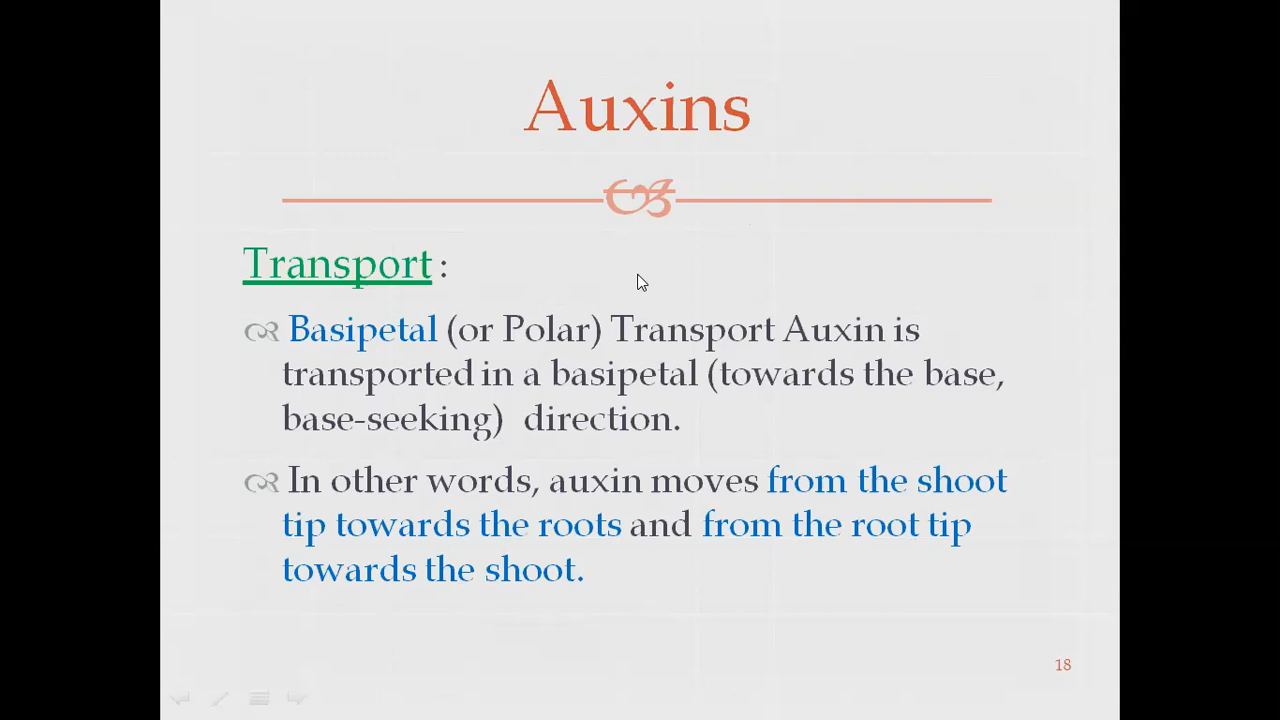 Auxins
Transport :
Basipetal (or Polar) Transport Auxin is
transported in a basipetal (towards the base,
base-seeking) direction.
In other words, auxin moves from the shoot
tip towards the roots and from the root tip
towards the shoot.
18